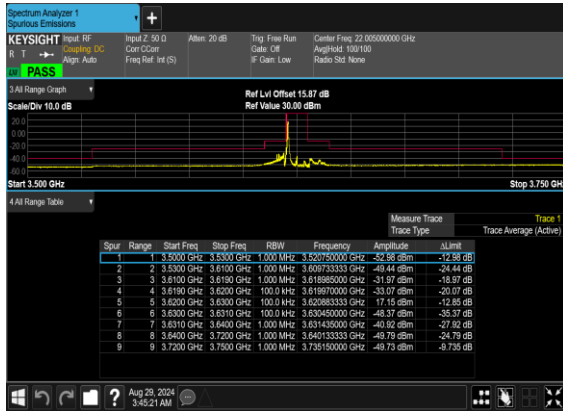 Spectrum Analyzer 1
Spurious Emissions
+
KEYSIGHT Input: RF Input Z: 50 Ω Atten: 20 dB Trig: Free Run Center Freq: 22.005000000 GHz
R T Coupling: DC Corr CCorr Gate: Off Avg|Hold: 100/100
Align: Auto Freq Ref: Int (S) IF Gain: Low Radio Std: None
PASS
3 All Range Graph
Ref Lvl Offset 15.87 dB
Scale/Div 10.0 dB Ref Value 30.00 dBm
20.0
0.00
-20.0
-40.0
-60.0
Start 3.500 GHz Stop 3.750 GH
4 All Range Table
Measure Trace Trace 1
Trace Type Trace Average (Active)
Spur Range Start Freq Stop Freq RBW Frequency Amplitude ΔLimit
1 1 3.5000 GHz 3.5300 GHz 1.000 MHz 3.520750000 GHz -52.98 dBm -12.98 dB
2 2 3.5300 GHz 3.6100 GHz 1.000 MHz 3.609733333 GHz -49.44 dBm -24.44 dB
3 3 3.6100 GHz 3.6190 GHz 1.000 MHz 3.618985000 GHz -31.97 dBm -18.97 dB
4 4 3.6190 GHz 3.6200 GHz 100.0 kHz 3.619970000 GHz -33.07 dBm -20.07 dB
5 5 3.6200 GHz 3.6300 GHz 100.0 kHz 3.620883333 GHz 17.15 dBm -12.85 dB
6 6 3.6300 GHz 3.6310 GHz 100.0 kHz 3.630450000 GHz -48.37 dBm -35.37 dB
7 7 3.6310 GHz 3.6400 GHz 1.000 MHz 3.631435000 GHz -40.92 dBm -27.92 dB
8 8 3.6400 GHz 3.7200 GHz 1.000 MHz 3.640133333 GHz -49.79 dBm -24.79 dB
9 9 3.7200 GHz 3.7500 GHz 1.000 MHz 3.735150000 GHz -49.73 dBm -9.735 dB
? Aug 29, 2024
3:45:21 AM